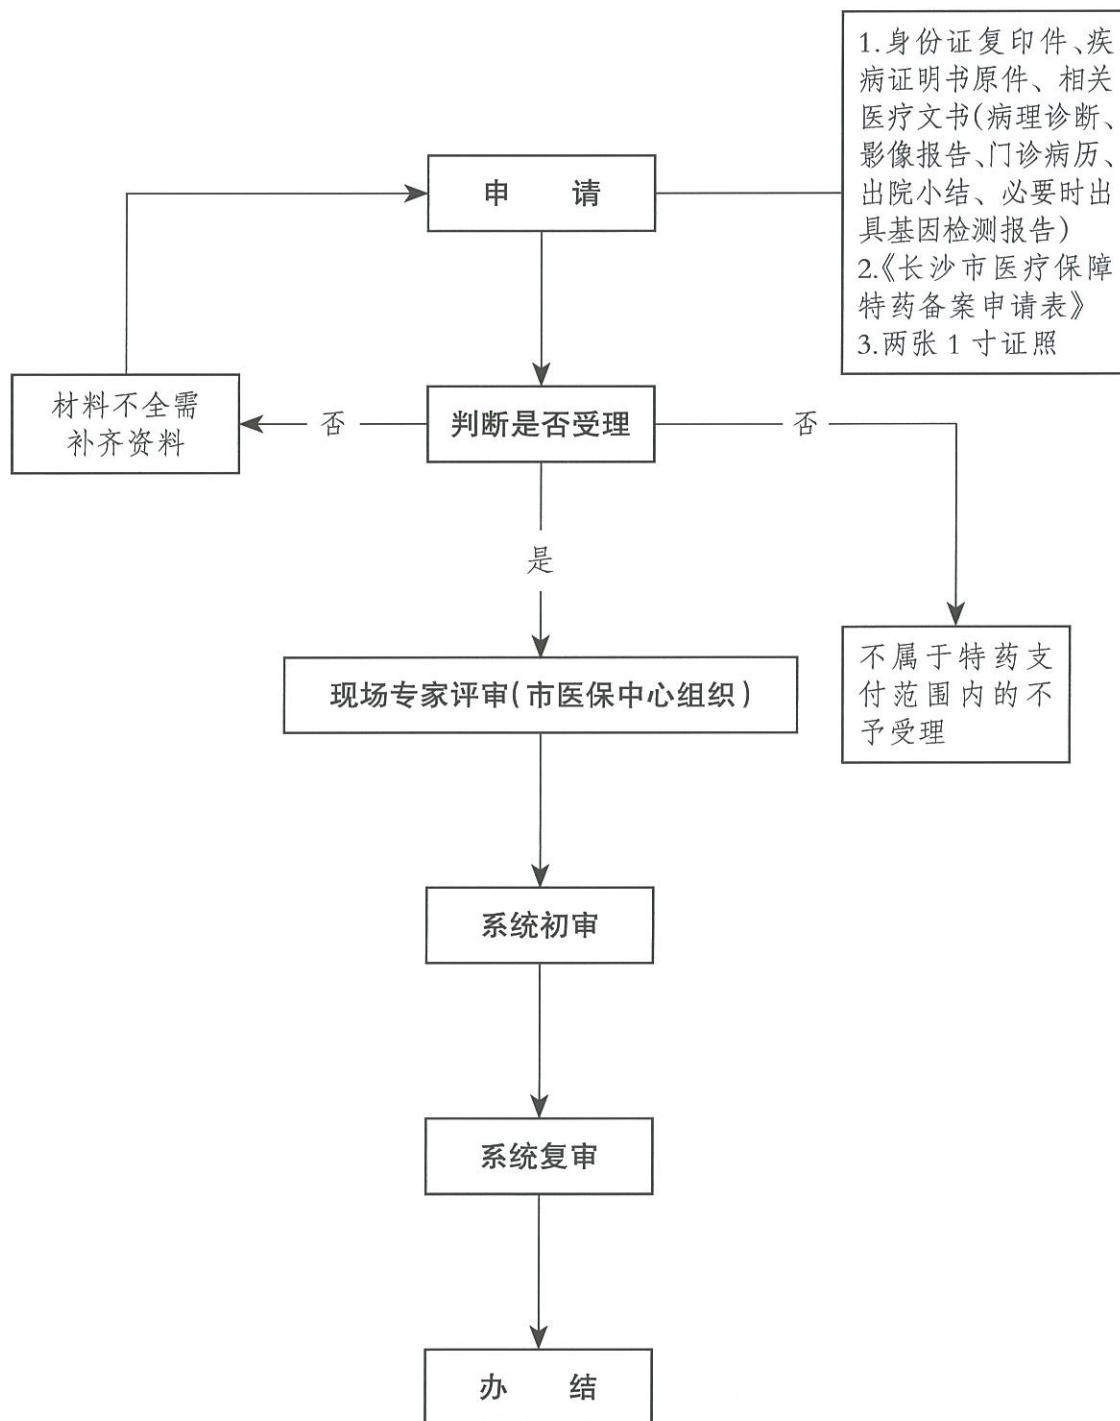 1.身份证复印件、疾
病证明书原件、相关
医疗文书(病理诊断、
影像报告、门诊病历、
出院小结、必要时出
具基因检测报告)
2.《长沙市医疗保障
特药备案申请表》
3.两张1寸证照
申 请
材料不全需
补齐资料
否
判断是否受理
否
是
不属于特药支
付范围内的不
予受理
现场专家评审(市医保中心组织)
系统初审
系统复审
办 结